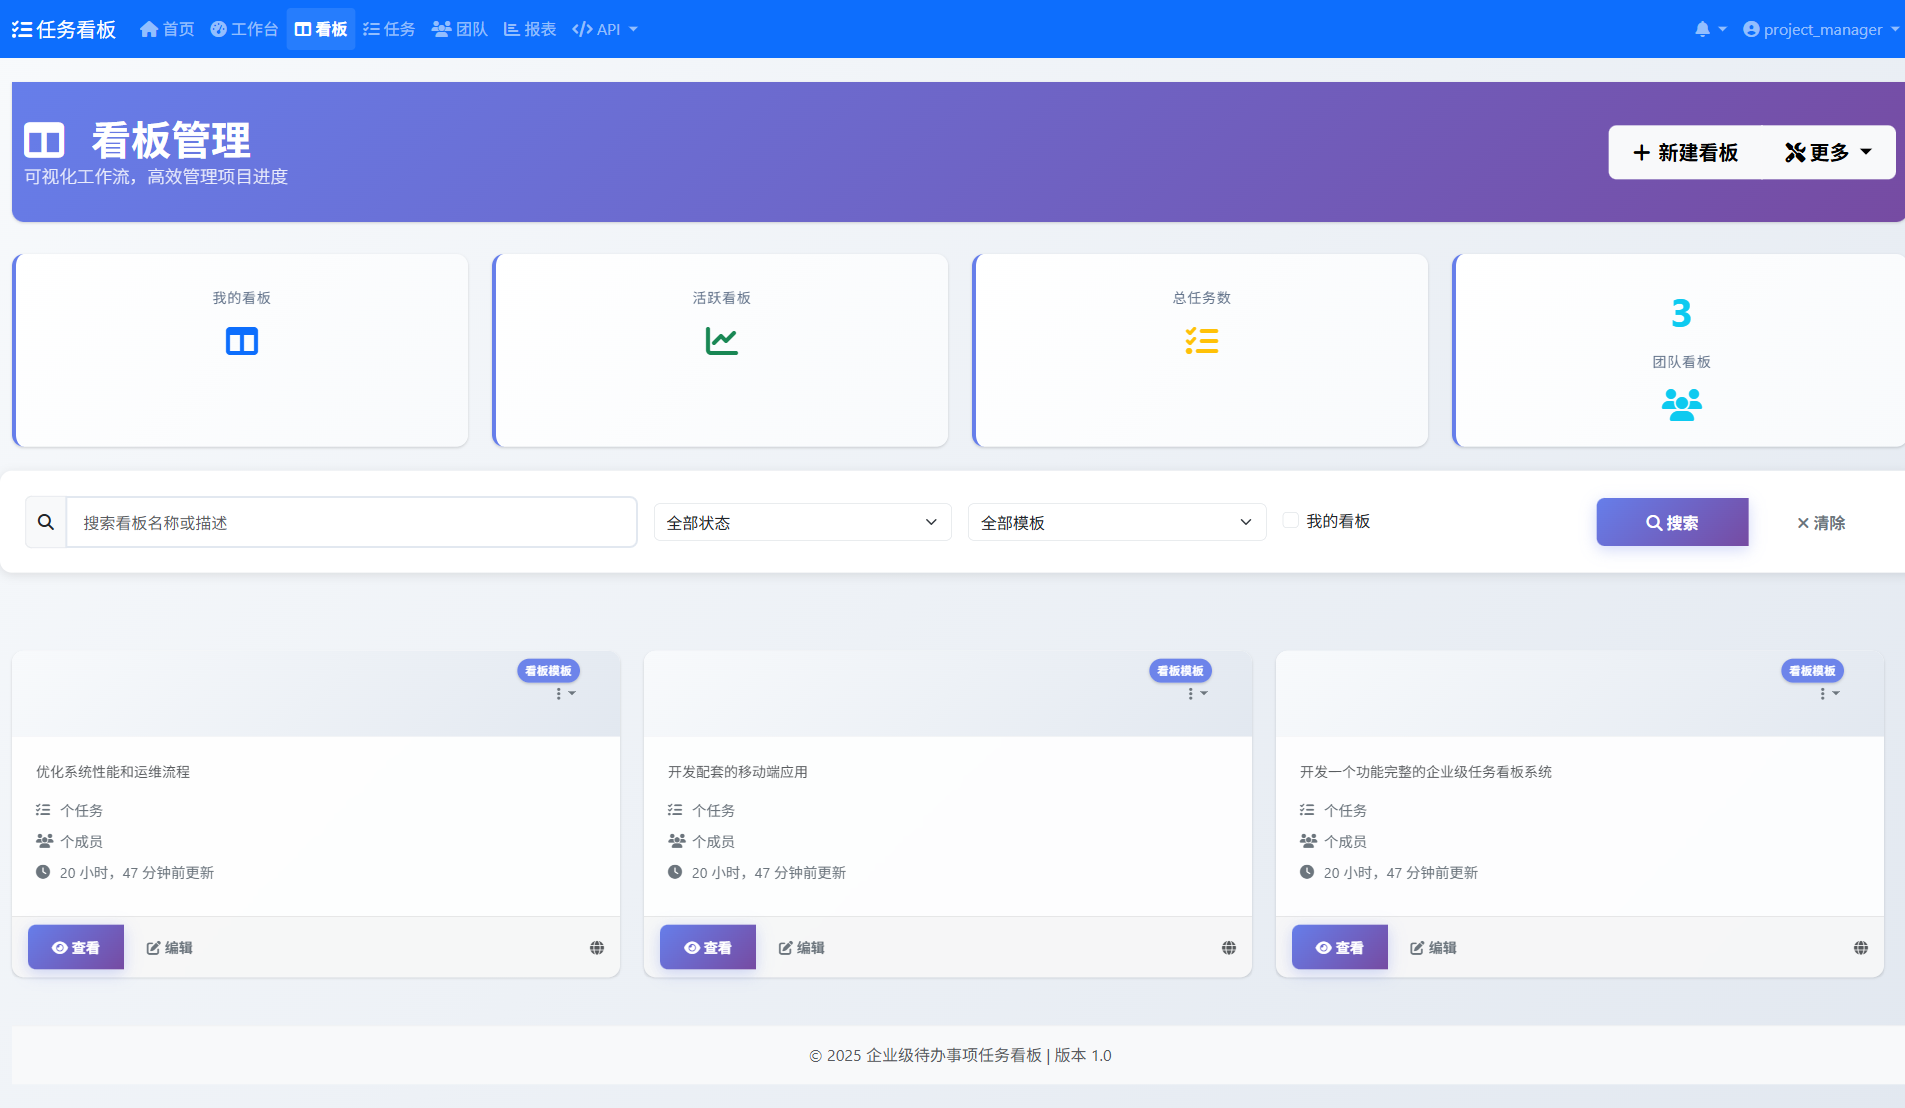 任务看板 首页 工作台 看板 任务 团队 报表 API project_manager
看板管理
可视化工作流，高效管理项目进度
新建看板 更多
我的看板 活跃看板 总任务数 3
团队看板
搜索看板名称或描述 全部状态 全部模板 我的看板 搜索 清除
看板模板 看板模板 看板模板
优化系统性能和运维流程
个任务
个成员
20 小时，47 分钟前更新
查看 编辑
开发配套的移动端应用
个任务
个成员
20 小时，47 分钟前更新
查看 编辑
开发一个功能完整的企业级任务看板系统
个任务
个成员
20 小时，47 分钟前更新
查看 编辑
© 2025 企业级待办事项任务看板 | 版本 1.0